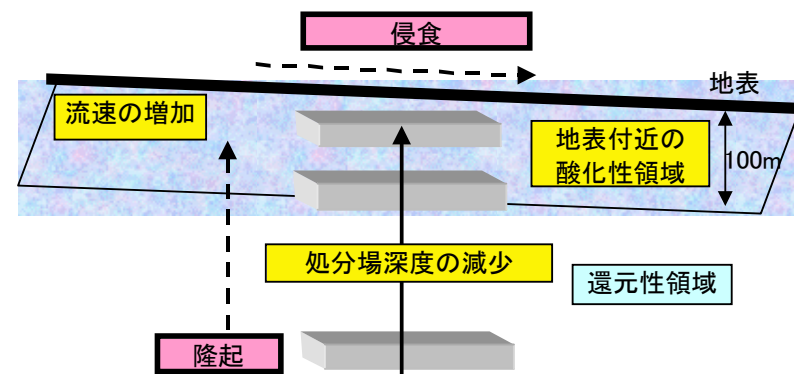 侵食
地表
流速の増加
地表付近の
酸化性領域
100m
処分場深度の減少
還元性領域
隆起